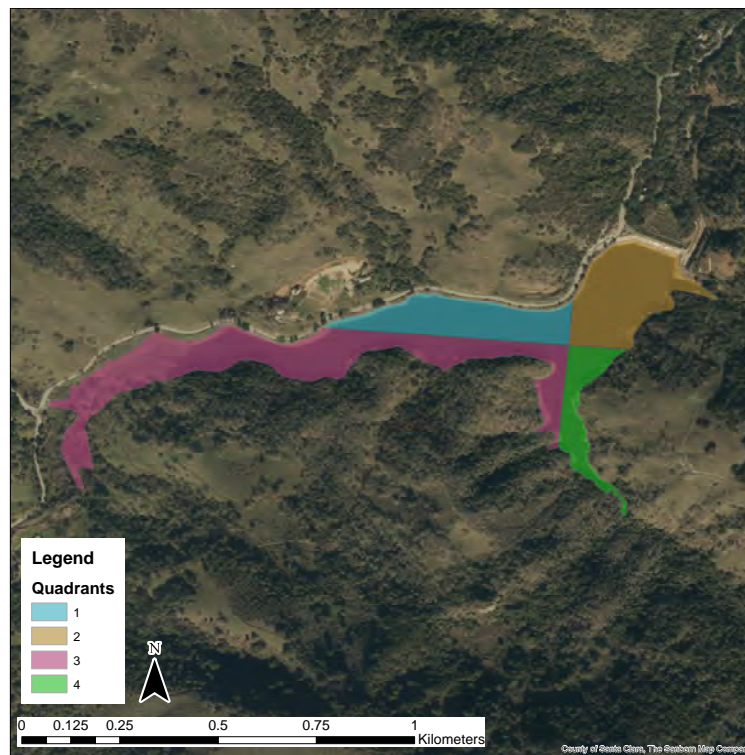 N
Legend
Quadrants
1
2
3
4
0 0.125 0.25 0.5 0.75 1
Kilometers
County of Santa Clara, The Sanborn Map Compan